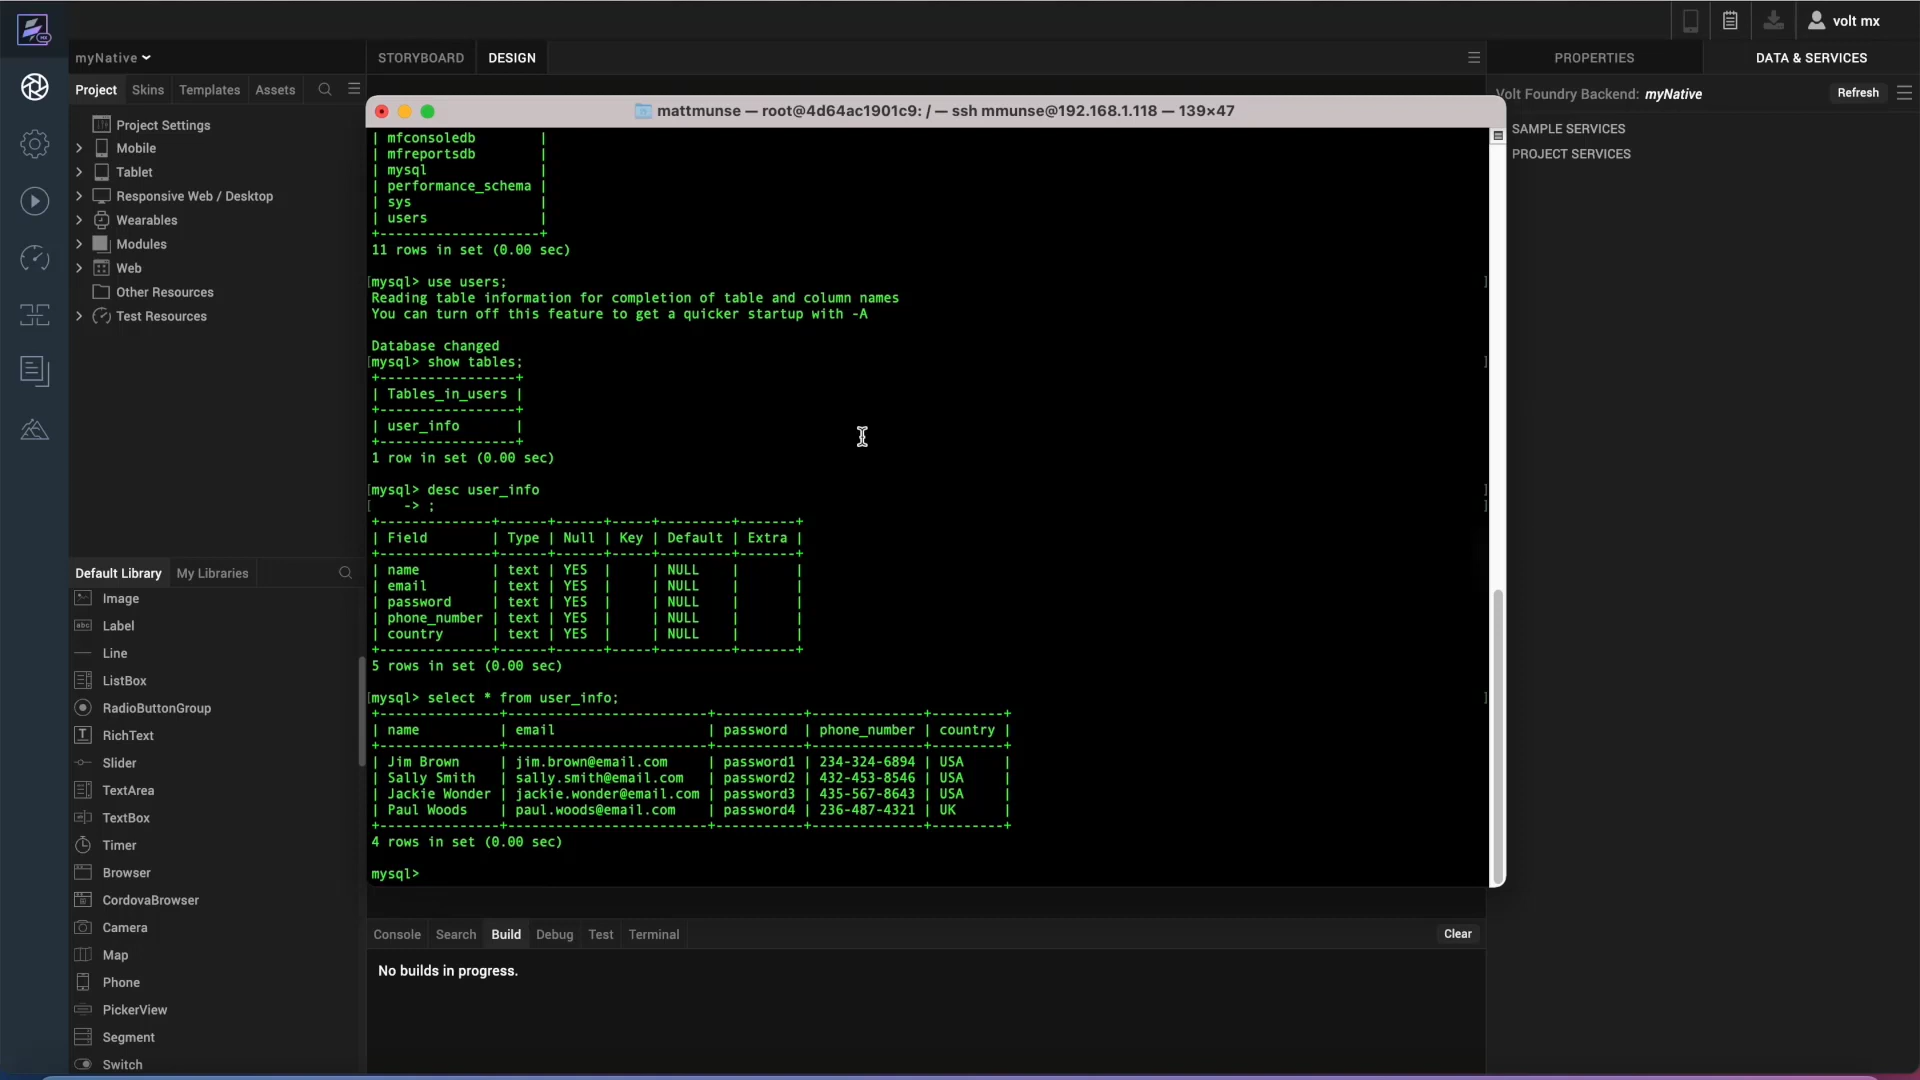 volt mx
myNative
STORYBOARD
DESIGN
PROPERTIES
DATA & SERVICES
Project
Skins
Templates
Assets
Volt Foundry Backend: myNative
Refresh
SAMPLE SERVICES
PROJECT SERVICES
Project Settings
Mobile
Tablet
Responsive Web / Desktop
Wearables
Modules
Web
Other Resources
Test Resources
Default Library
My Libraries
Image
Label
Line
ListBox
RadioButtonGroup
RichText
Slider
TextArea
TextBox
Timer
Browser
CordovaBrowser
Camera
Map
Phone
PickerView
Segment
Switch
mattmunse — root@4d64ac1901c9: / — ssh mmunse@192.168.1.118 — 139×47
| mfconsoledb        |
| mfreportsdb        |
| mysql              |
| performance_schema |
| sys                |
| users              |
+--------------------+
11 rows in set (0.00 sec)
[mysql> use users; ]
Reading table information for completion of table and column names
You can turn off this feature to get a quicker startup with -A
Database changed
[mysql> show tables; ]
+-----------------+
| Tables_in_users |
+-----------------+
| user_info       |
+-----------------+
1 row in set (0.00 sec)
[mysql> desc user_info ]
[    -> ; ]
+--------------+------+------+-----+---------+-------+
| Field        | Type | Null | Key | Default | Extra |
+--------------+------+------+-----+---------+-------+
| name         | text | YES  |     | NULL    |       |
| email        | text | YES  |     | NULL    |       |
| password     | text | YES  |     | NULL    |       |
| phone_number | text | YES  |     | NULL    |       |
| country      | text | YES  |     | NULL    |       |
+--------------+------+------+-----+---------+-------+
5 rows in set (0.00 sec)
[mysql> select * from user_info; ]
+---------------+-------------------------+-----------+--------------+---------+
| name          | email                   | password  | phone_number | country |
+---------------+-------------------------+-----------+--------------+---------+
| Jim Brown     | jim.brown@email.com     | password1 | 234-324-6894 | USA     |
| Sally Smith   | sally.smith@email.com   | password2 | 432-453-8546 | USA     |
| Jackie Wonder | jackie.wonder@email.com | password3 | 435-567-8643 | USA     |
| Paul Woods    | paul.woods@email.com    | password4 | 236-487-4321 | UK      |
+---------------+-------------------------+-----------+--------------+---------+
4 rows in set (0.00 sec)
mysql>
Console
Search
Build
Debug
Test
Terminal
Clear
No builds in progress.